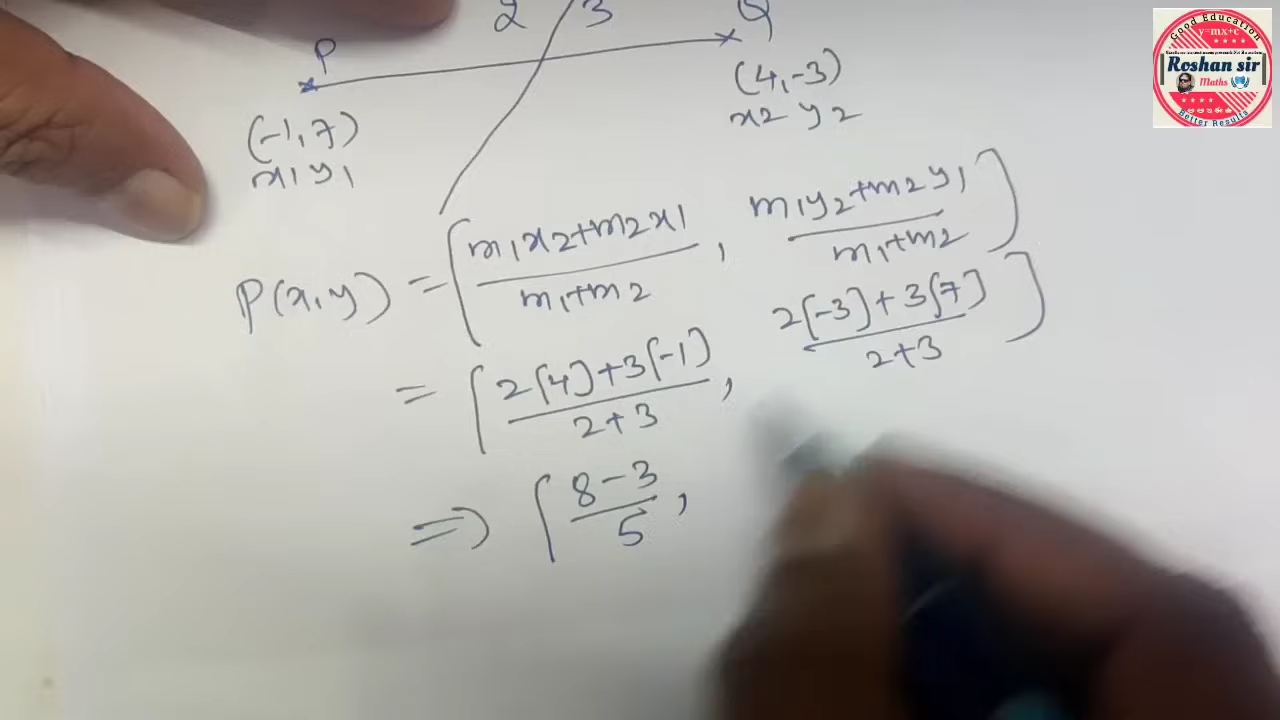 2 3
P Q
(-1,7) (4,-3)
x1 y1 x2 y2
P(x,y) = [m1x2+m2x1 / m1+m2 , m1y2+m2y1 / m1+m2]
= [2[4]+3[-1] / 2+3 , 2[-3]+3[7] / 2+3]
=> [8-3 / 5 ,
Good Education
y=mx+c
Roshan sir
Maths
Better Results